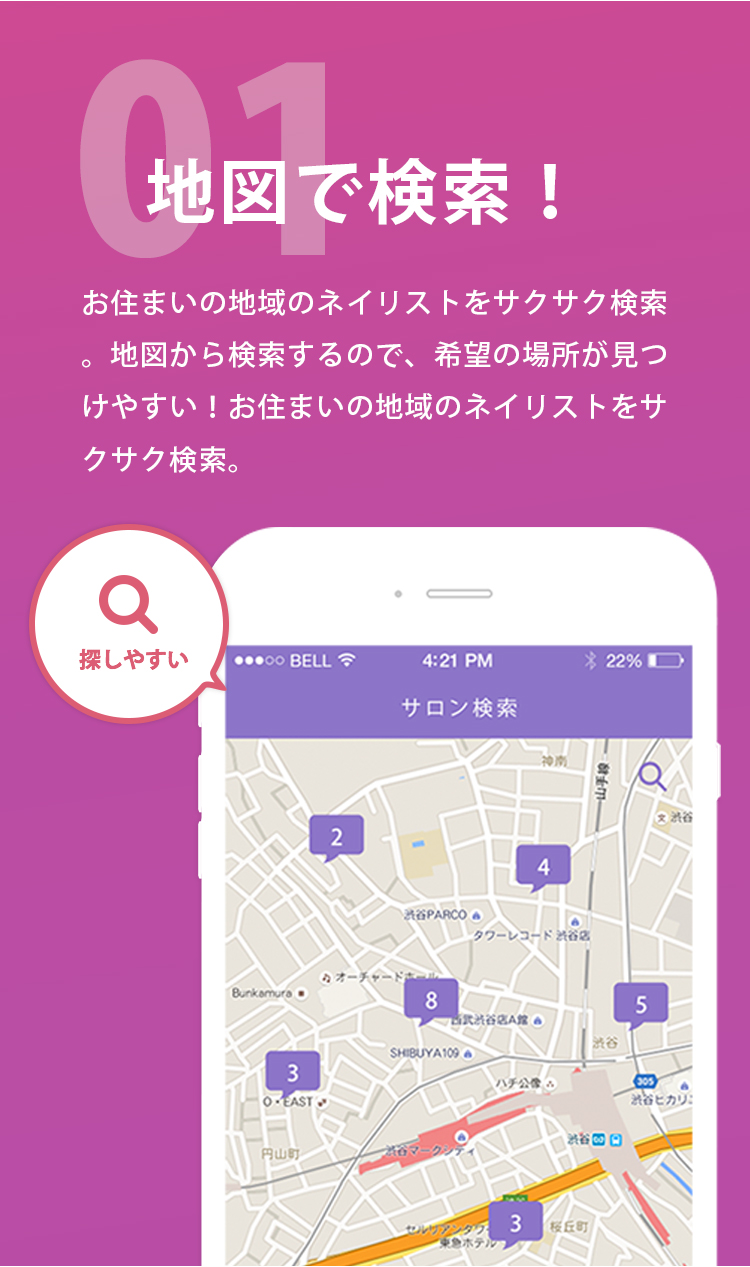 01
地図で検索！
お住まいの地域のネイリストをサクサク検索
。地図から検索するので、希望の場所が見つ
けやすい！お住まいの地域のネイリストをサ
クサク検索。
探しやすい
BELL 4:21 PM 22%
サロン検索
神南
山手線
文 渋谷
2
4
渋谷PARCO
タワーレコード 渋谷店
オーチャードホール
Bunkamura
8
5
西武渋谷店A館
渋谷
SHIBUYA109
3
ハチ公像
305
O・EAST
渋谷ヒカリエ
渋谷
渋谷マークシティ
円山町
3
桜丘町
セルリアンタワー
東急ホテル